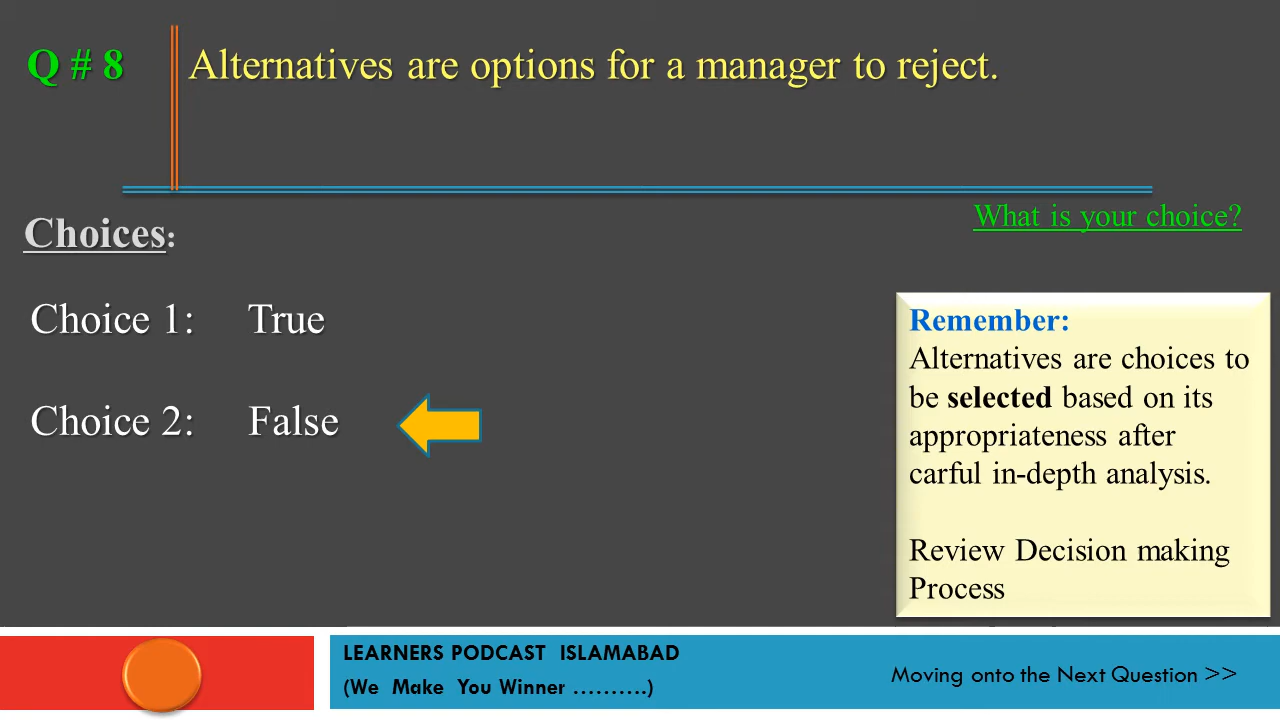 Q # 8
Alternatives are options for a manager to reject.
What is your choice?
Choices:
Choice 1: True
Choice 2: False
Remember:
Alternatives are choices to
be selected based on its
appropriateness after
carful in-depth analysis.
Review Decision making
Process
LEARNERS PODCAST ISLAMABAD
(We Make You Winner ……….)
Moving onto the Next Question >>